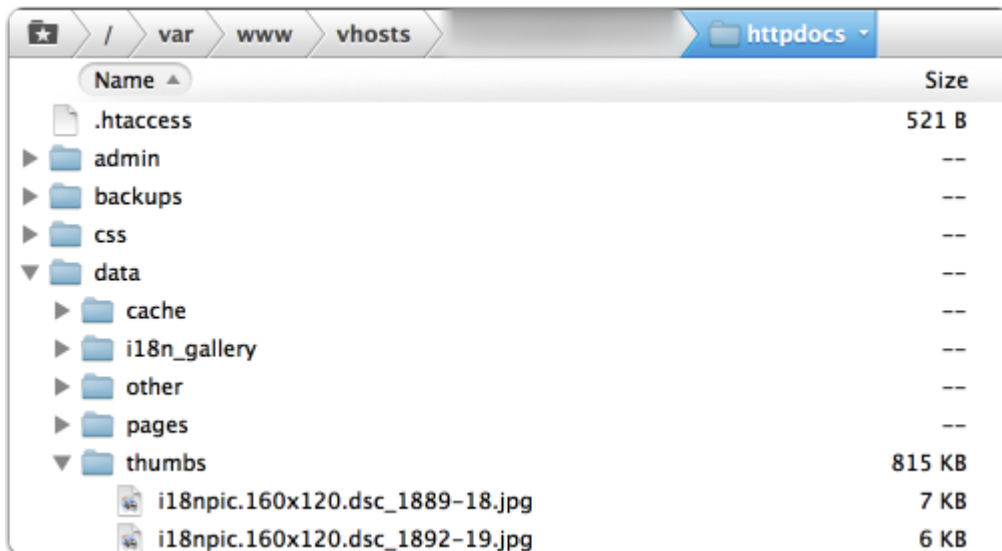 / var www vhosts httpdocs
Name Size
.htaccess 521 B
admin --
backups --
css --
data --
cache --
i18n_gallery --
other --
pages --
thumbs 815 KB
i18npic.160x120.dsc_1889-18.jpg 7 KB
i18npic.160x120.dsc_1892-19.jpg 6 KB